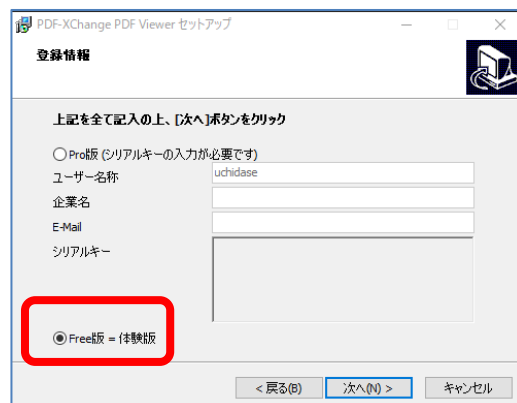 PDF-XChange PDF Viewer セットアップ
登録情報
上記を全て記入の上、[次へ]ボタンをクリック
Pro版 (シリアルキーの入力が必要です)
ユーザー名称 uchidase
企業名
E-Mail
シリアルキー
Free版 = 体験版
< 戻る(B) 次へ(N) > キャンセル